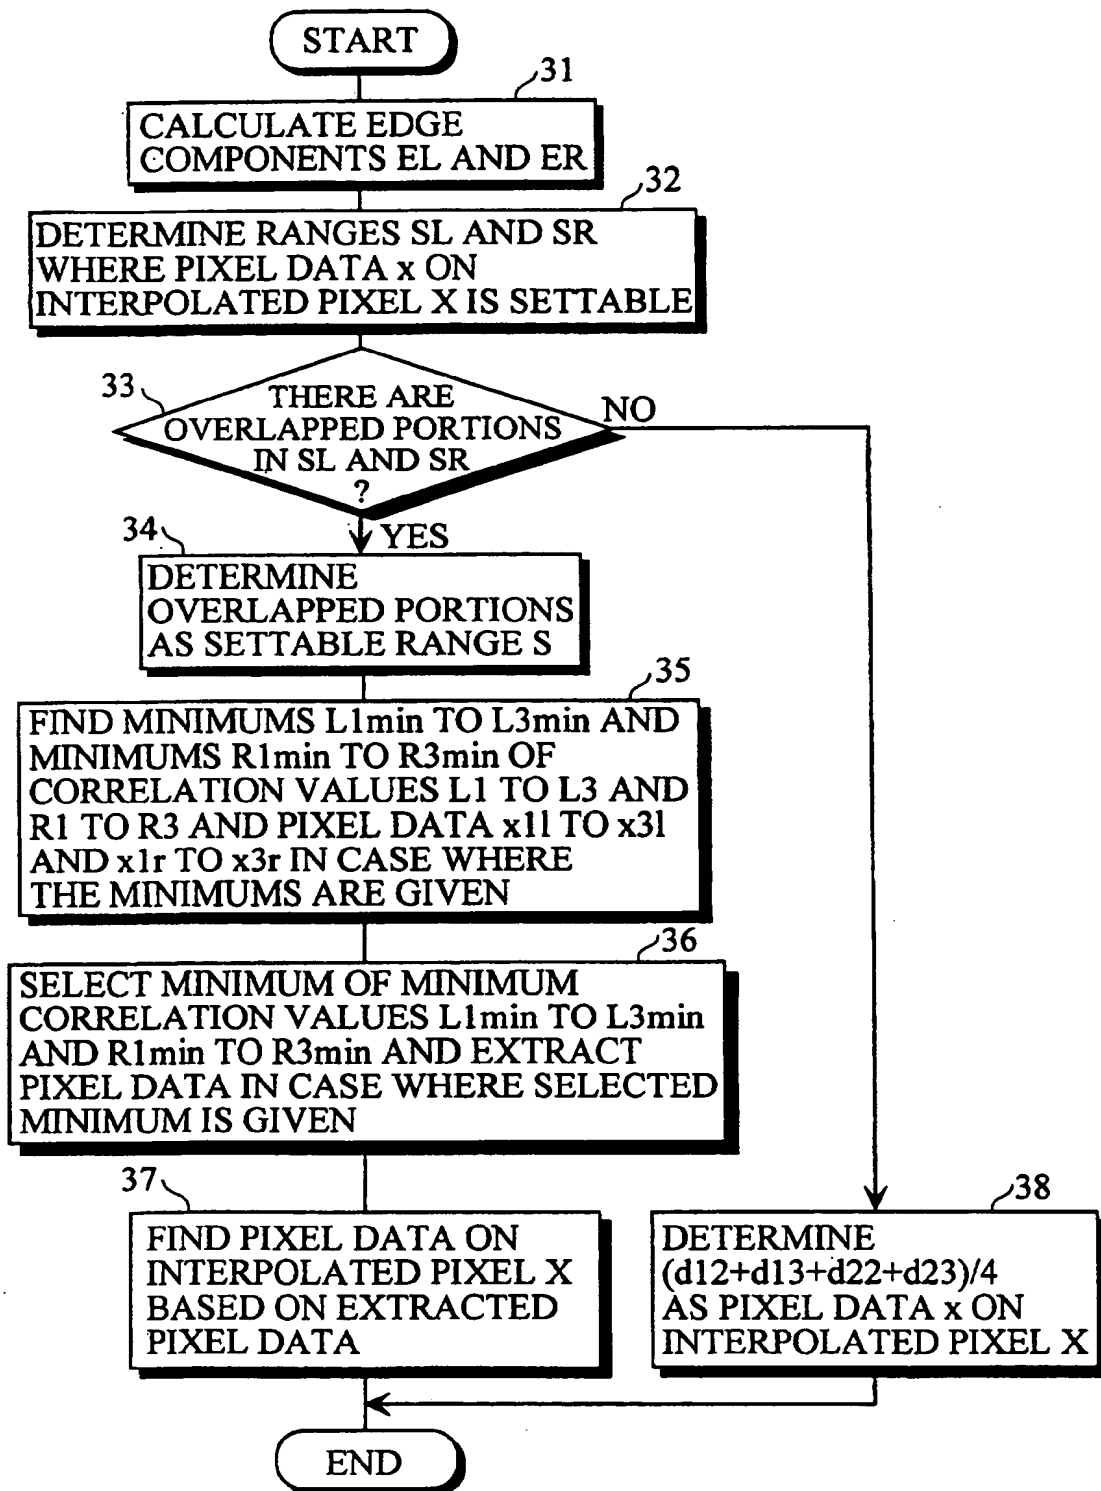 START
31
CALCULATE EDGE
COMPONENTS EL AND ER
32
DETERMINE RANGES SL AND SR
WHERE PIXEL DATA x ON
INTERPOLATED PIXEL X IS SETTABLE
33
THERE ARE
OVERLAPPED PORTIONS
IN SL AND SR
?
NO
YES
34
DETERMINE
OVERLAPPED PORTIONS
AS SETTABLE RANGE S
35
FIND MINIMUMS L1min TO L3min AND
MINIMUMS R1min TO R3min OF
CORRELATION VALUES L1 TO L3 AND
R1 TO R3 AND PIXEL DATA x1l TO x3l
AND x1r TO x3r IN CASE WHERE
THE MINIMUMS ARE GIVEN
36
SELECT MINIMUM OF MINIMUM
CORRELATION VALUES L1min TO L3min
AND R1min TO R3min AND EXTRACT
PIXEL DATA IN CASE WHERE SELECTED
MINIMUM IS GIVEN
37
FIND PIXEL DATA ON
INTERPOLATED PIXEL X
BASED ON EXTRACTED
PIXEL DATA
38
DETERMINE
(d12+d13+d22+d23)/4
AS PIXEL DATA x ON
INTERPOLATED PIXEL X
END